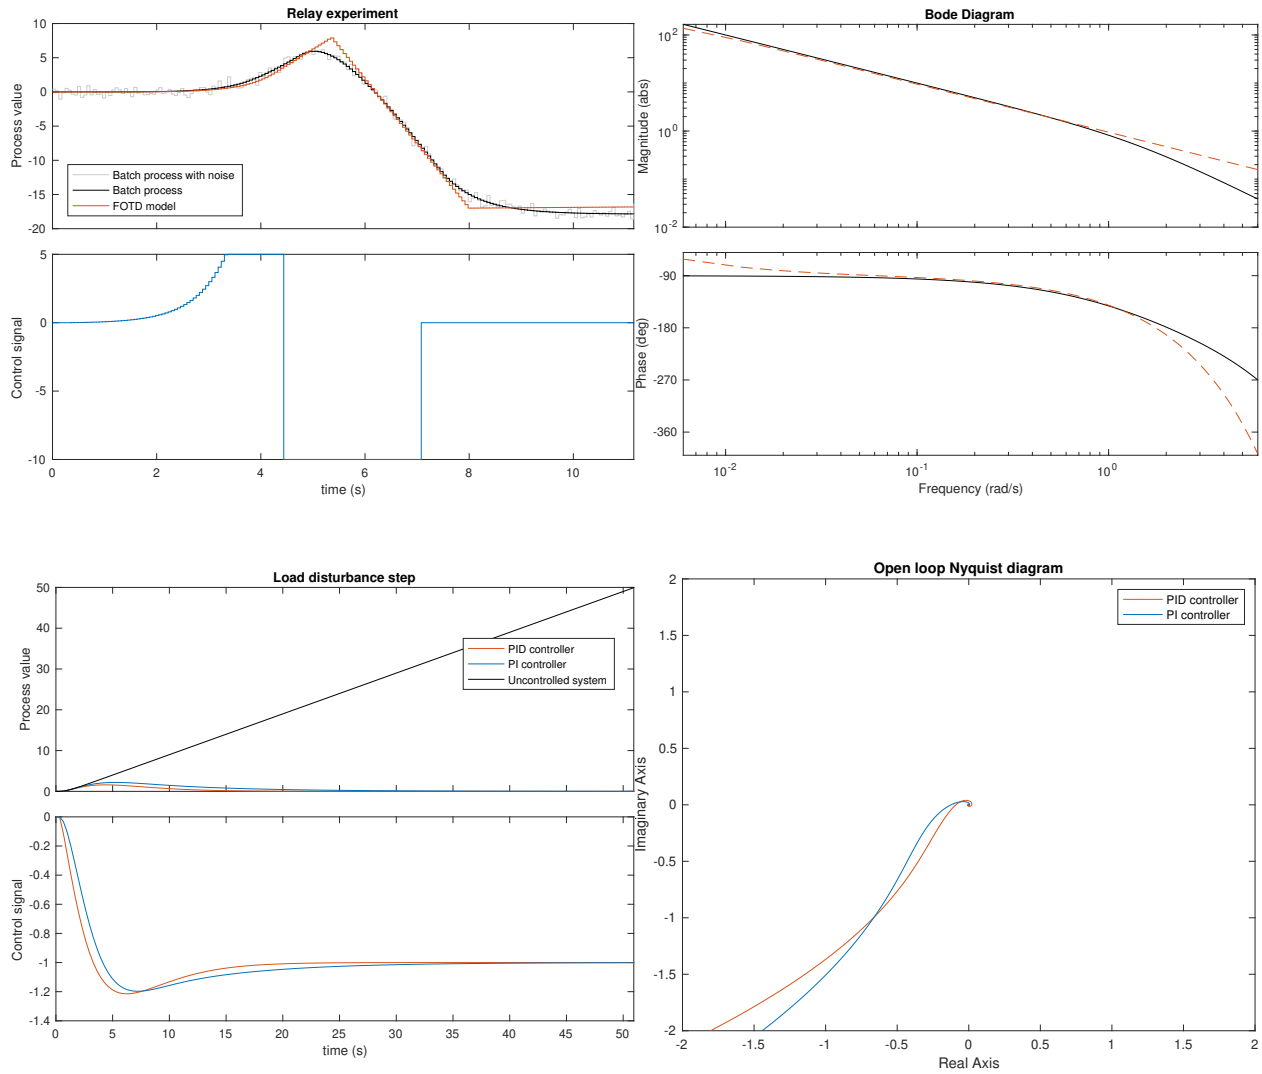 Relay experiment
10
5
0
-5
-10
-15
-20
Process value
Batch process with noise
Batch process
FOTD model
5
0
-5
-10
Control signal
0 2 4 6 8 10
time (s)
Bode Diagram
10^2
10^0
10^-2
Magnitude (abs)
-90
-180
-270
-360
Phase (deg)
10^-2 10^-1 10^0
Frequency (rad/s)
Load disturbance step
50
40
30
20
10
0
Process value
PID controller
PI controller
Uncontrolled system
0
-0.2
-0.4
-0.6
-0.8
-1
-1.2
-1.4
Control signal
0 5 10 15 20 25 30 35 40 45 50
time (s)
Open loop Nyquist diagram
2
1.5
1
0.5
0
-0.5
-1
-1.5
-2
Imaginary Axis
PID controller
PI controller
-2 -1.5 -1 -0.5 0 0.5 1 1.5 2
Real Axis